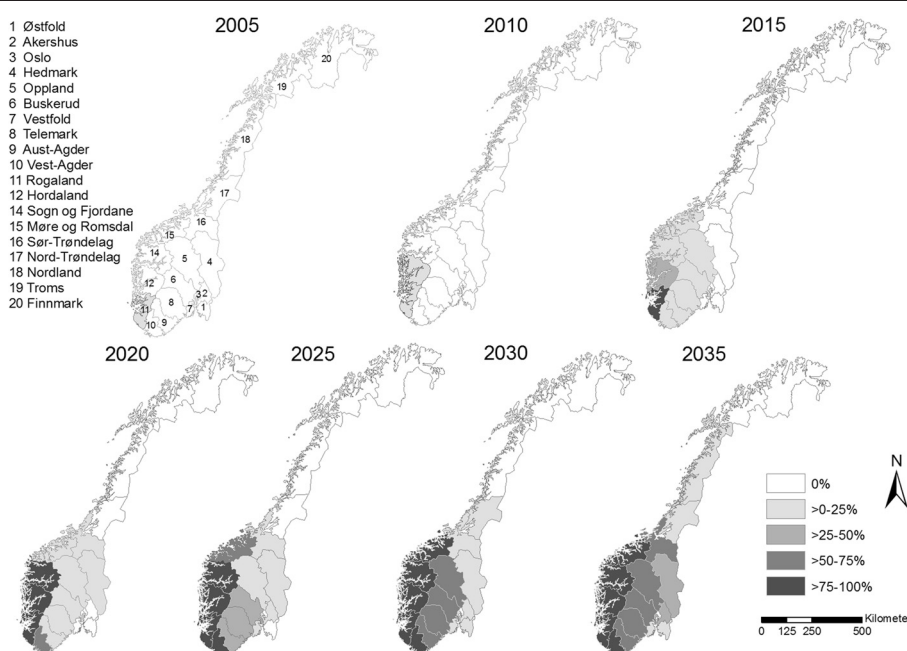 2005
2010
2015
1 Østfold
2 Akershus
3 Oslo
4 Hedmark
5 Oppland
6 Buskerud
7 Vestfold
8 Telemark
9 Aust-Agder
10 Vest-Agder
11 Rogaland
12 Hordaland
14 Sogn og Fjordane
15 Møre og Romsdal
16 Sør-Trøndelag
17 Nord-Trøndelag
18 Nordland
19 Troms
20 Finnmark
20
19
18
17
16
15
14
5
4
12
6
8
3
2
11
7
1
10
9
2020
2025
2030
2035
N
0%
>0-25%
>25-50%
>50-75%
>75-100%
Kilomete
0 125 250 500